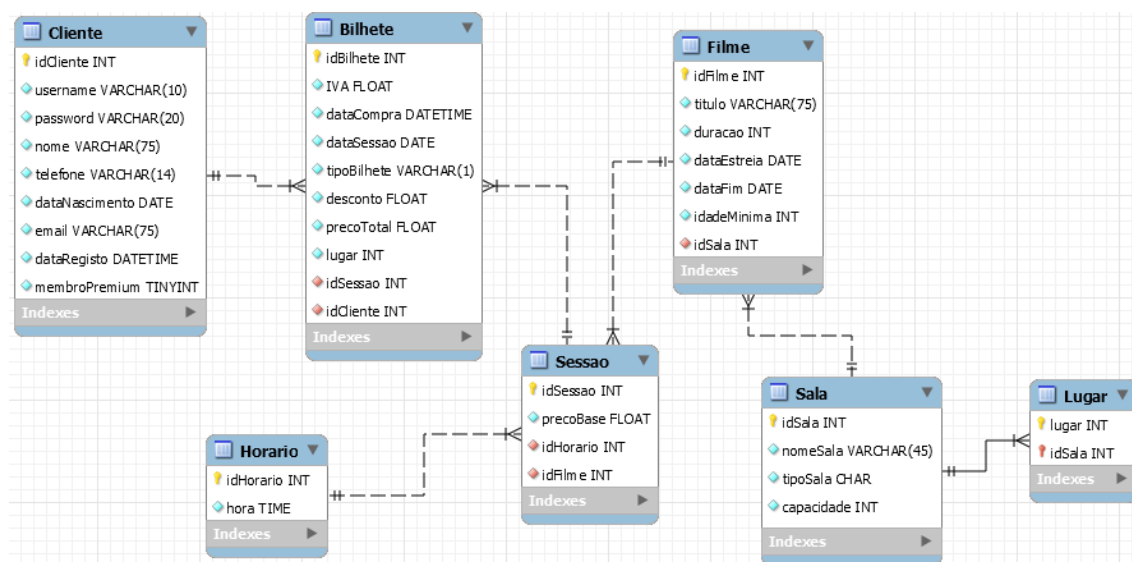 Cliente
idCliente INT
username VARCHAR(10)
password VARCHAR(20)
nome VARCHAR(75)
telefone VARCHAR(14)
dataNascimento DATE
email VARCHAR(75)
dataRegisto DATETIME
membroPremium TINYINT
Indexes
Bilhete
idBilhete INT
IVA FLOAT
dataCompra DATETIME
dataSessao DATE
tipoBilhete VARCHAR(1)
desconto FLOAT
precoTotal FLOAT
lugar INT
idSessao INT
idCliente INT
Indexes
Filme
idFilme INT
titulo VARCHAR(75)
duracao INT
dataEstreia DATE
dataFim DATE
idadeMinima INT
idSala INT
Indexes
Horario
idHorario INT
hora TIME
Indexes
Sessao
idSessao INT
precoBase FLOAT
idHorario INT
idFilme INT
Indexes
Sala
idSala INT
nomeSala VARCHAR(45)
tipoSala CHAR
capacidade INT
Indexes
Lugar
lugar INT
idSala INT
Indexes